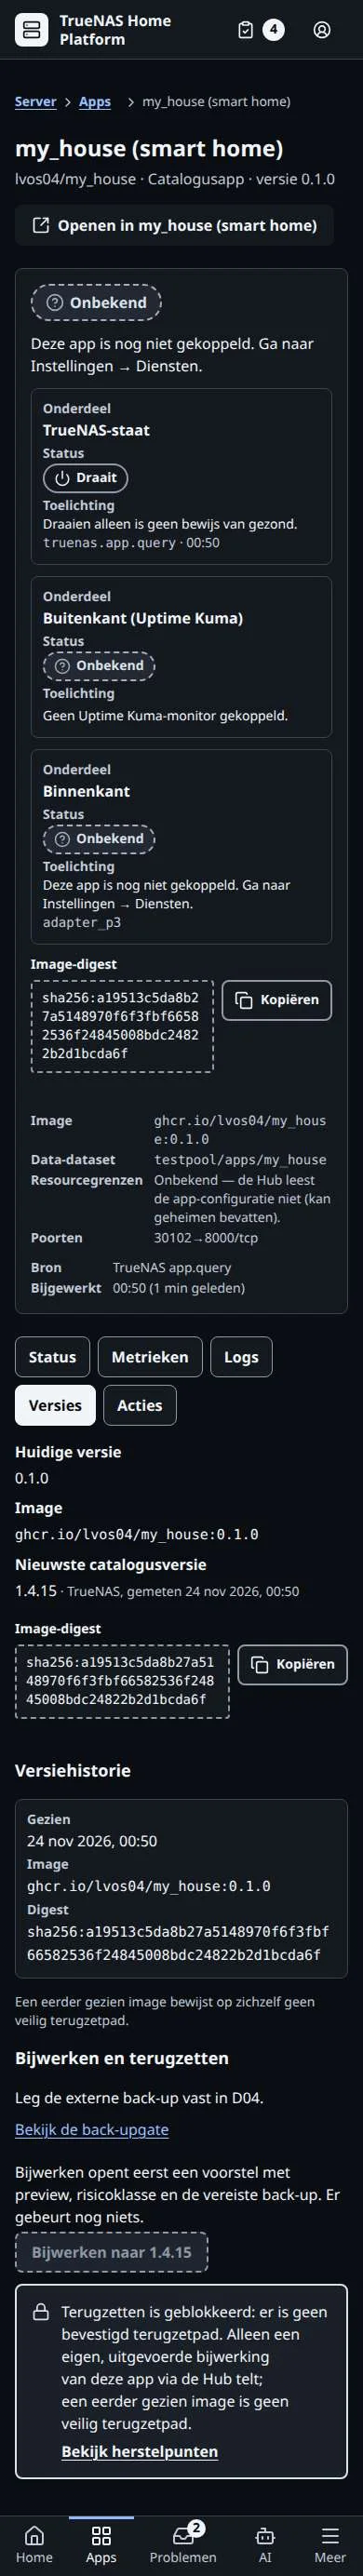 TrueNAS Home
Platform
4
Server > Apps > my_house (smart home)
my_house (smart home)
lvos04/my_house · Catalogusapp · versie 0.1.0
Openen in my_house (smart home)
Onbekend
Deze app is nog niet gekoppeld. Ga naar
Instellingen → Diensten.
Onderdeel
TrueNAS-staat
Status
Draait
Toelichting
Draaien alleen is geen bewijs van gezond.
truenas.app.query · 00:50
Onderdeel
Buitenkant (Uptime Kuma)
Status
Onbekend
Toelichting
Geen Uptime Kuma-monitor gekoppeld.
Onderdeel
Binnenkant
Status
Onbekend
Toelichting
Deze app is nog niet gekoppeld. Ga naar
Instellingen → Diensten.
adapter_p3
Image-digest
sha256:a19513c5da8b2
7a5148970f6f3fbf6658
2536f24845008bdc2482
2b2d1bcda6f
Kopiëren
Image ghcr.io/lvos04/my_hous
e:0.1.0
Data-dataset testpool/apps/my_house
Resourcegrenzen Onbekend — de Hub leest
de app-configuratie niet (kan
geheimen bevatten).
Poorten 30102→8000/tcp
Bron TrueNAS app.query
Bijgewerkt 00:50 (1 min geleden)
Status Metrieken Logs
Versies Acties
Huidige versie
0.1.0
Image
ghcr.io/lvos04/my_house:0.1.0
Nieuwste catalogusversie
1.4.15 · TrueNAS, gemeten 24 nov 2026, 00:50
Image-digest
sha256:a19513c5da8b27a51
48970f6f3fbf66582536f248
45008bdc24822b2d1bcda6f
Kopiëren
Versiehistorie
Gezien
24 nov 2026, 00:50
Image
ghcr.io/lvos04/my_house:0.1.0
Digest
sha256:a19513c5da8b27a5148970f6f3fbf
66582536f24845008bdc24822b2d1bcda6f
Een eerder gezien image bewijst op zichzelf geen
veilig terugzetpad.
Bijwerken en terugzetten
Leg de externe back-up vast in D04.
Bekijk de back-upgate
Bijwerken opent eerst een voorstel met
preview, risicoklasse en de vereiste back-up. Er
gebeurt nog niets.
Bijwerken naar 1.4.15
Terugzetten is geblokkeerd: er is geen
bevestigd terugzetpad. Alleen een
eigen, uitgevoerde bijwerking
van deze app via de Hub telt;
een eerder gezien image is geen
veilig terugzetpad.
Bekijk herstelpunten
2
Home Apps Problemen AI Meer